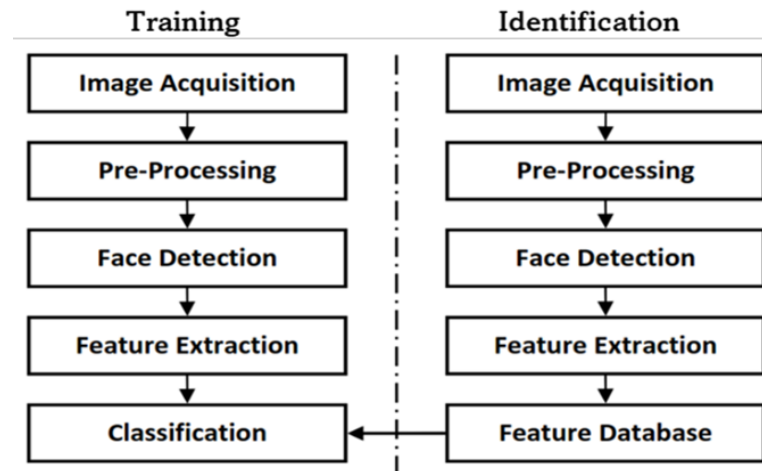 Training
Identification
Image Acquisition
Image Acquisition
Pre-Processing
Pre-Processing
Face Detection
Face Detection
Feature Extraction
Feature Extraction
Classification
Feature Database